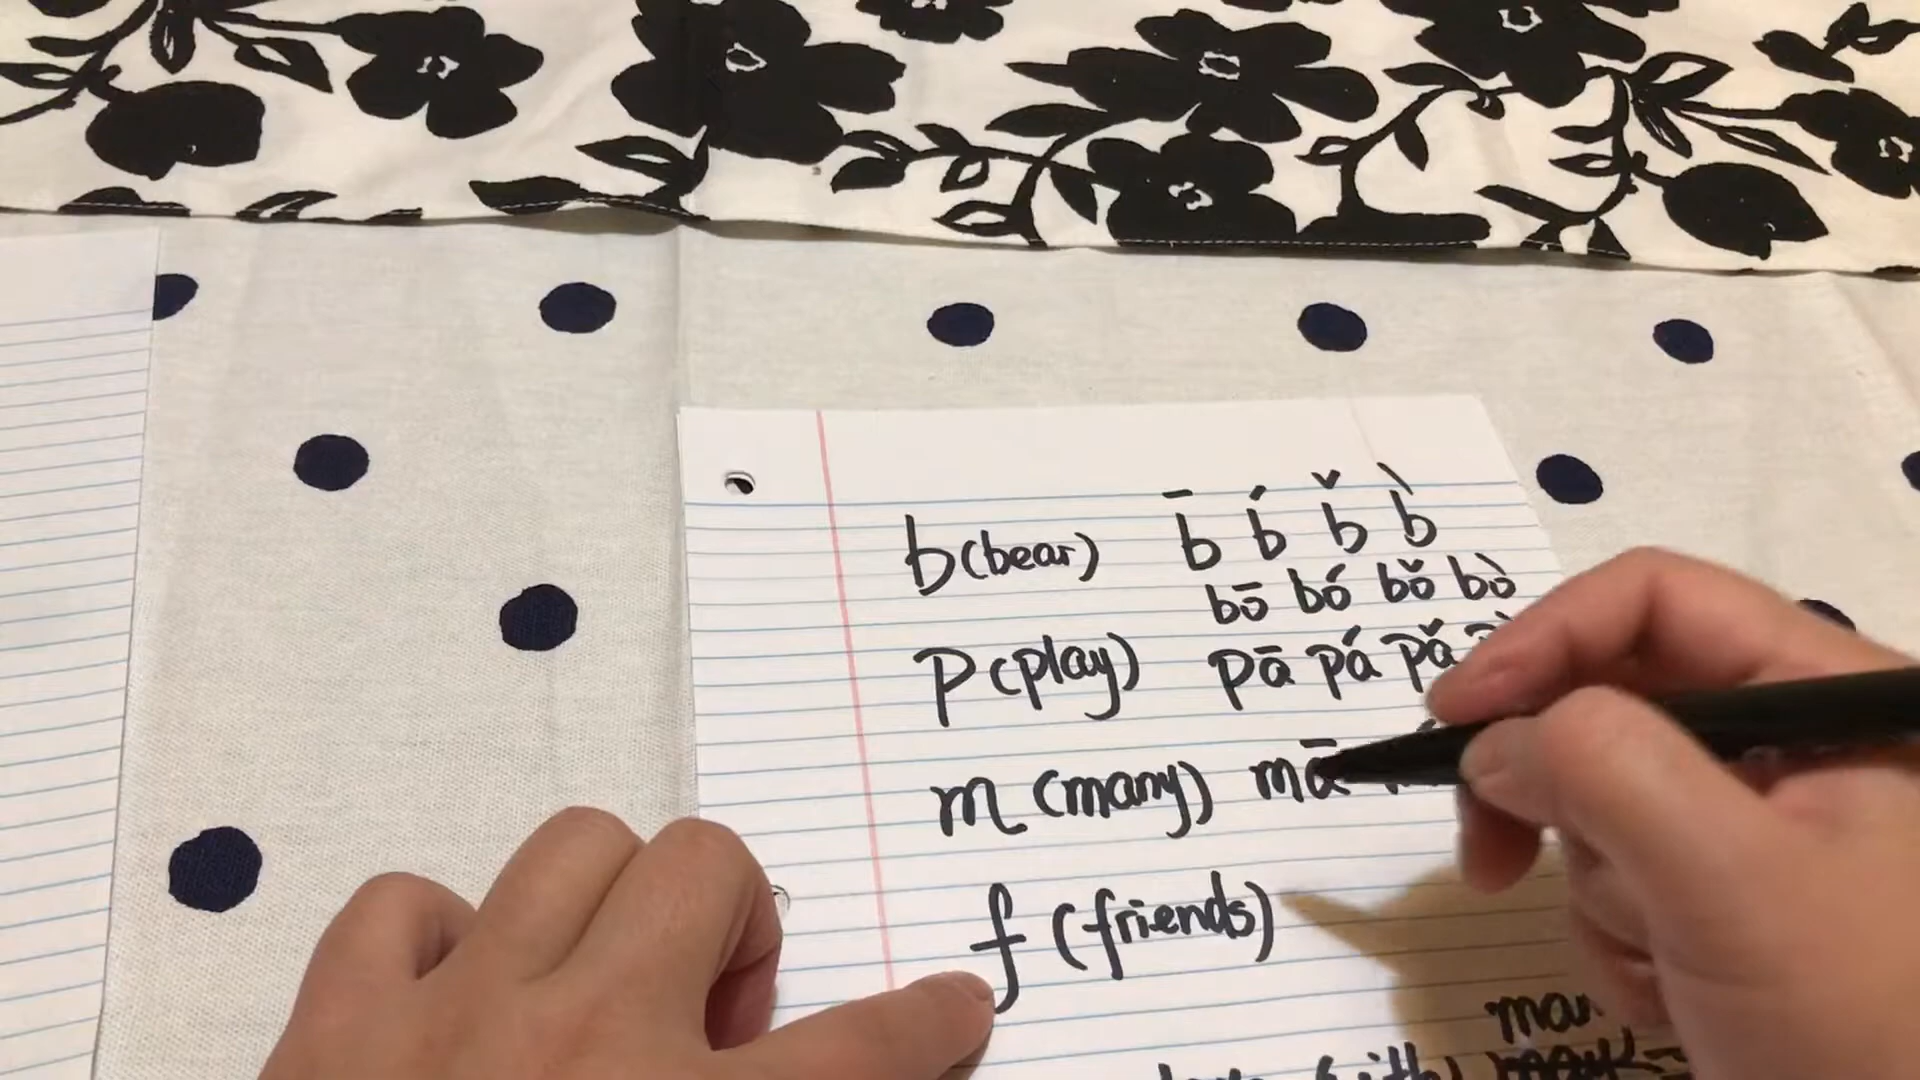 b (bear) b̄ b́ b̌ b̀
bō bó bǒ bò
p (play) pā pá pǎ
m (many) mā
f (friends)